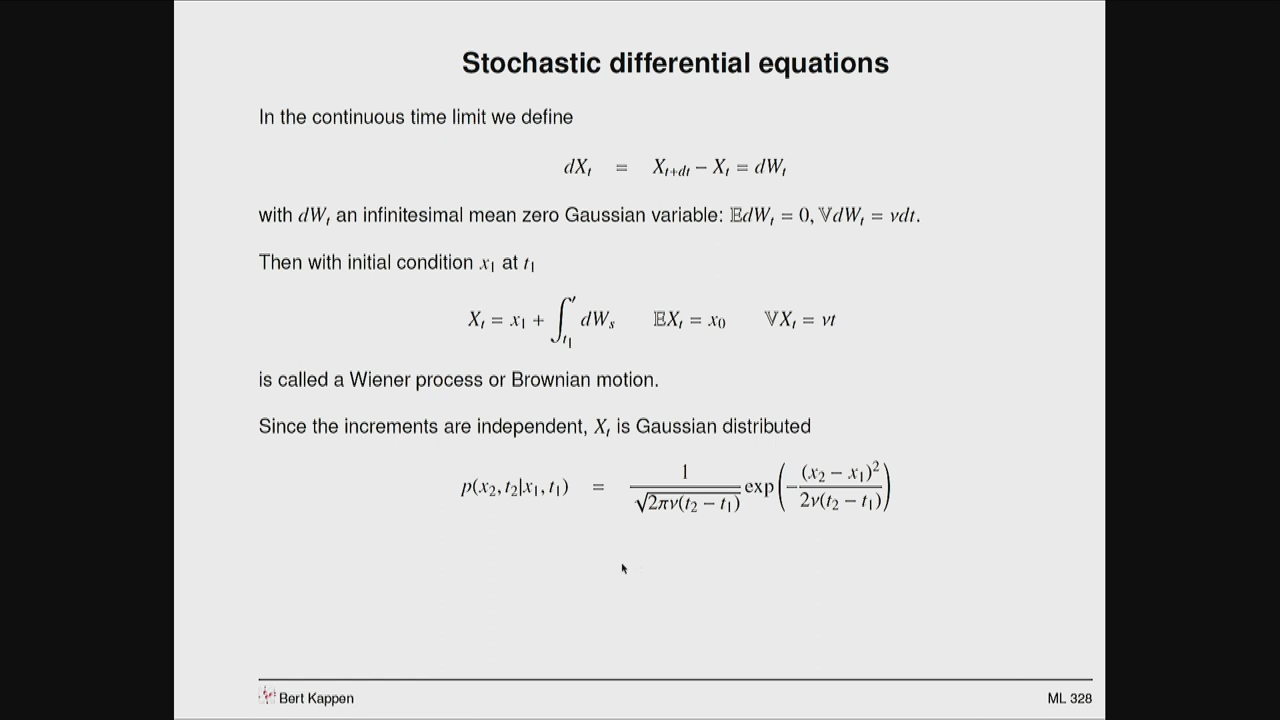 Stochastic differential equations
In the continuous time limit we define
dX_t = X_{t+dt} − X_t = dW_t
with dW_t an infinitesimal mean zero Gaussian variable: 𝔼dW_t = 0, 𝕍dW_t = νdt.
Then with initial condition x_1 at t_1
X_t = x_1 + ∫_{t_1}^t dW_s 𝔼X_t = x_0 𝕍X_t = νt
is called a Wiener process or Brownian motion.
Since the increments are independent, X_t is Gaussian distributed
p(x_2, t_2|x_1, t_1) = 1/√(2πν(t_2 − t_1)) exp(−(x_2 − x_1)^2/2ν(t_2 − t_1))
Bert Kappen ML 328